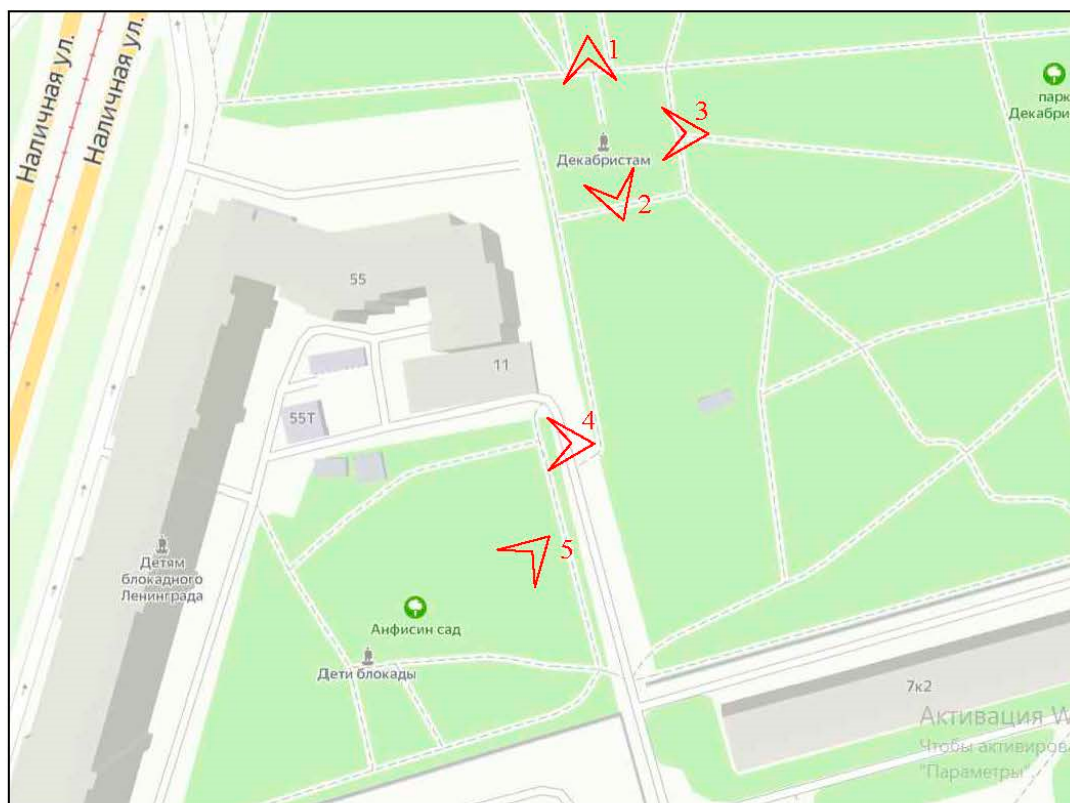 Наличная ул.
Наличная ул.
1
парк
Декабри
3
Декабристам
2
55
11
55Т
4
Детям
блокадного
Ленинграда
5
Анфисин сад
Дети блокады
7к2
Активация W
Чтобы активирова
"Параметры".